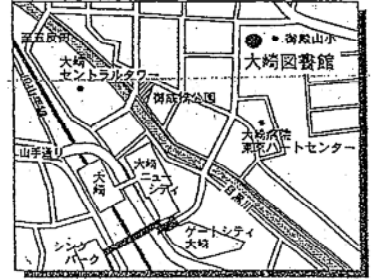 至五反田
御殿山小
大崎図書館
大崎
セントラルタワー
御成橋公園
大崎病院
東京ハートセンター
山手通り
大崎
大崎
ニュー
シティ
目黒川
ゲートシティ
大崎
シンク
パーク